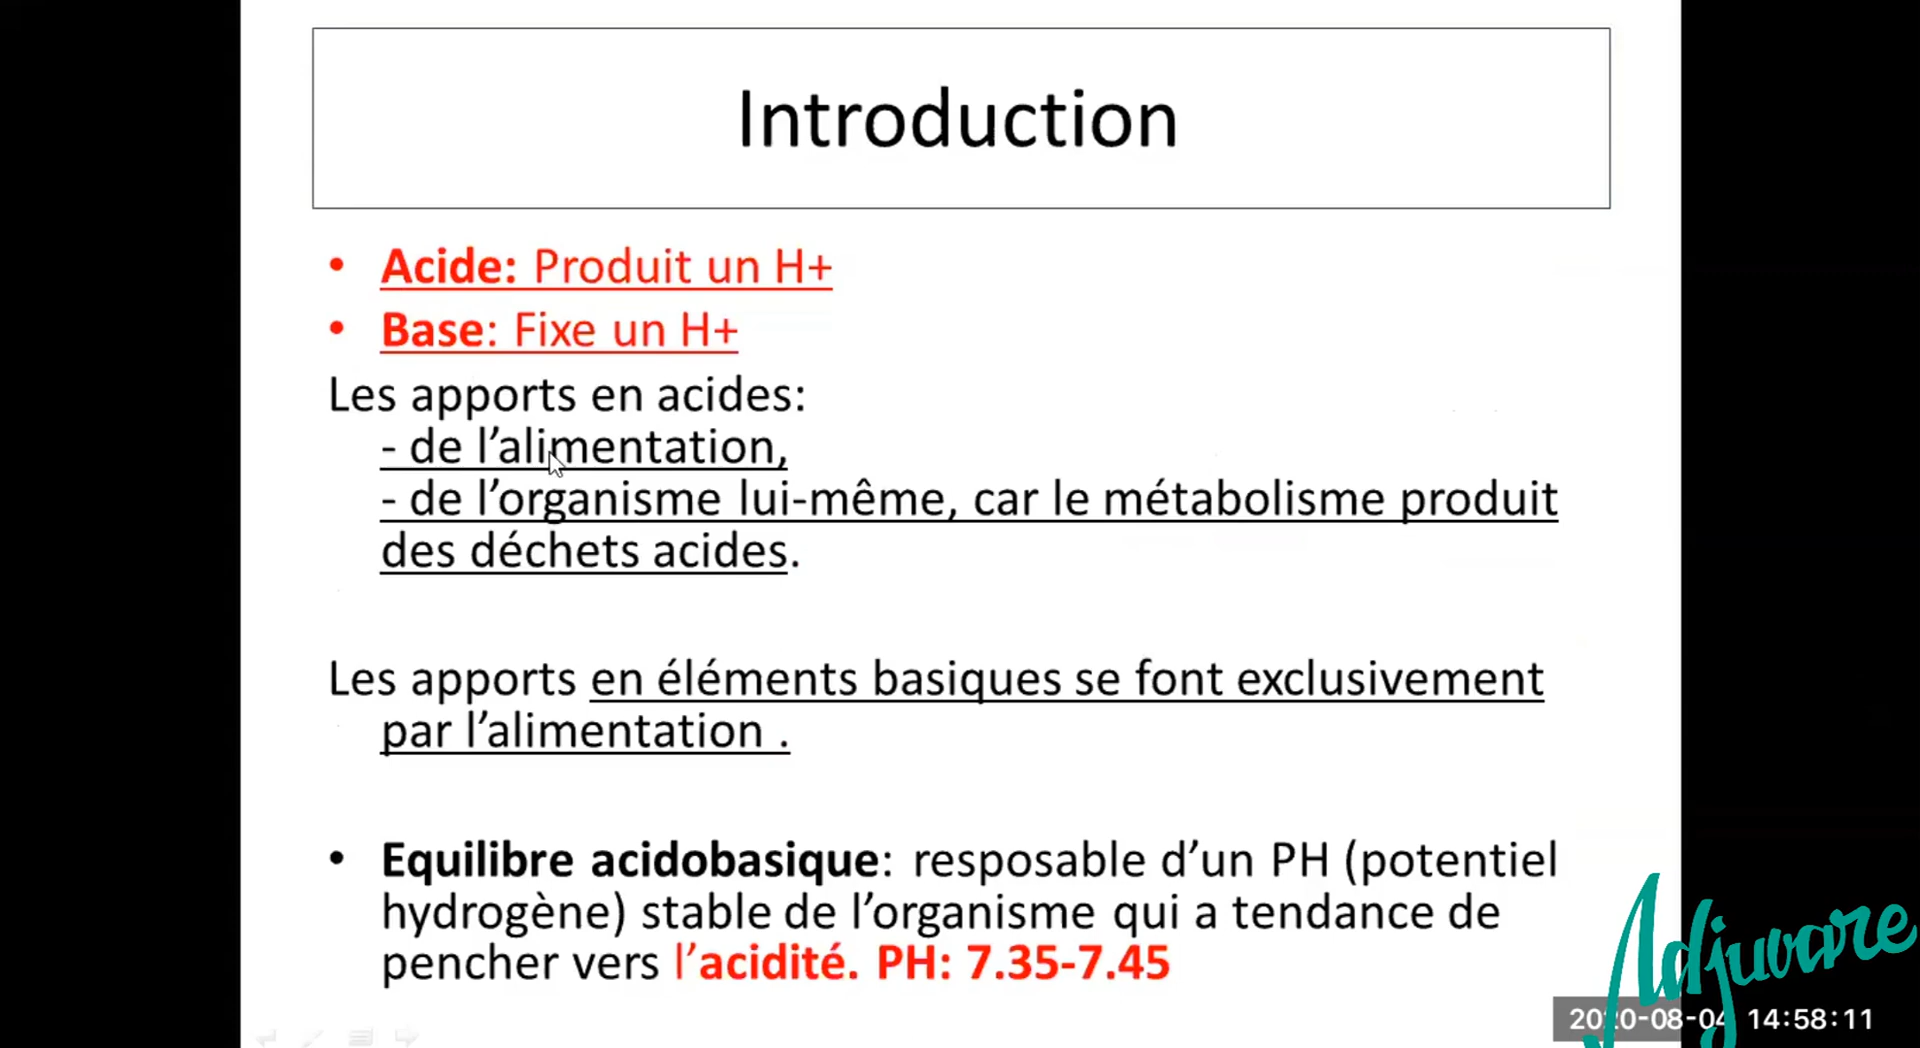 Introduction
• Acide: Produit un H+
• Base: Fixe un H+
Les apports en acides:
- de l’alimentation,
- de l’organisme lui-même, car le métabolisme produit
des déchets acides.
Les apports en éléments basiques se font exclusivement
par l’alimentation .
• Equilibre acidobasique: resposable d’un PH (potentiel
hydrogène) stable de l’organisme qui a tendance de
pencher vers l’acidité. PH: 7.35-7.45
Adjuvare
2020-08-04 14:58:11